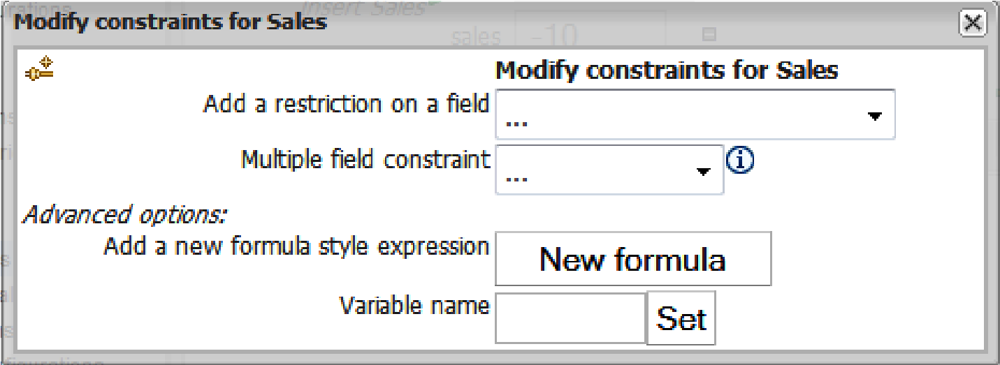 Insert Sales
Modify constraints for Sales
sales -10
Modify constraints for Sales
Add a restriction on a field ...
Multiple field constraint ...
Advanced options:
Add a new formula style expression New formula
Variable name Set